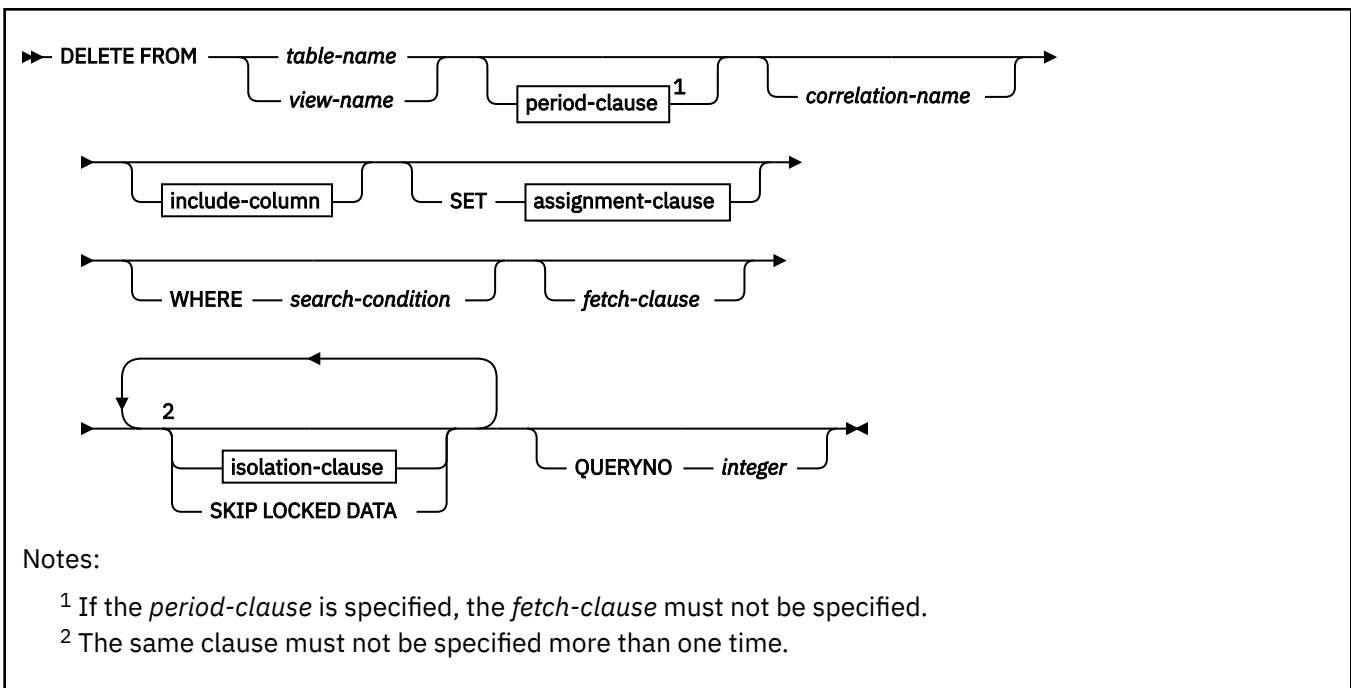 DELETE FROM table-name
view-name period-clause 1 correlation-name
include-column SET assignment-clause
WHERE search-condition fetch-clause
2
isolation-clause QUERYNO integer
SKIP LOCKED DATA
Notes:
1 If the period-clause is specified, the fetch-clause must not be specified.
2 The same clause must not be specified more than one time.